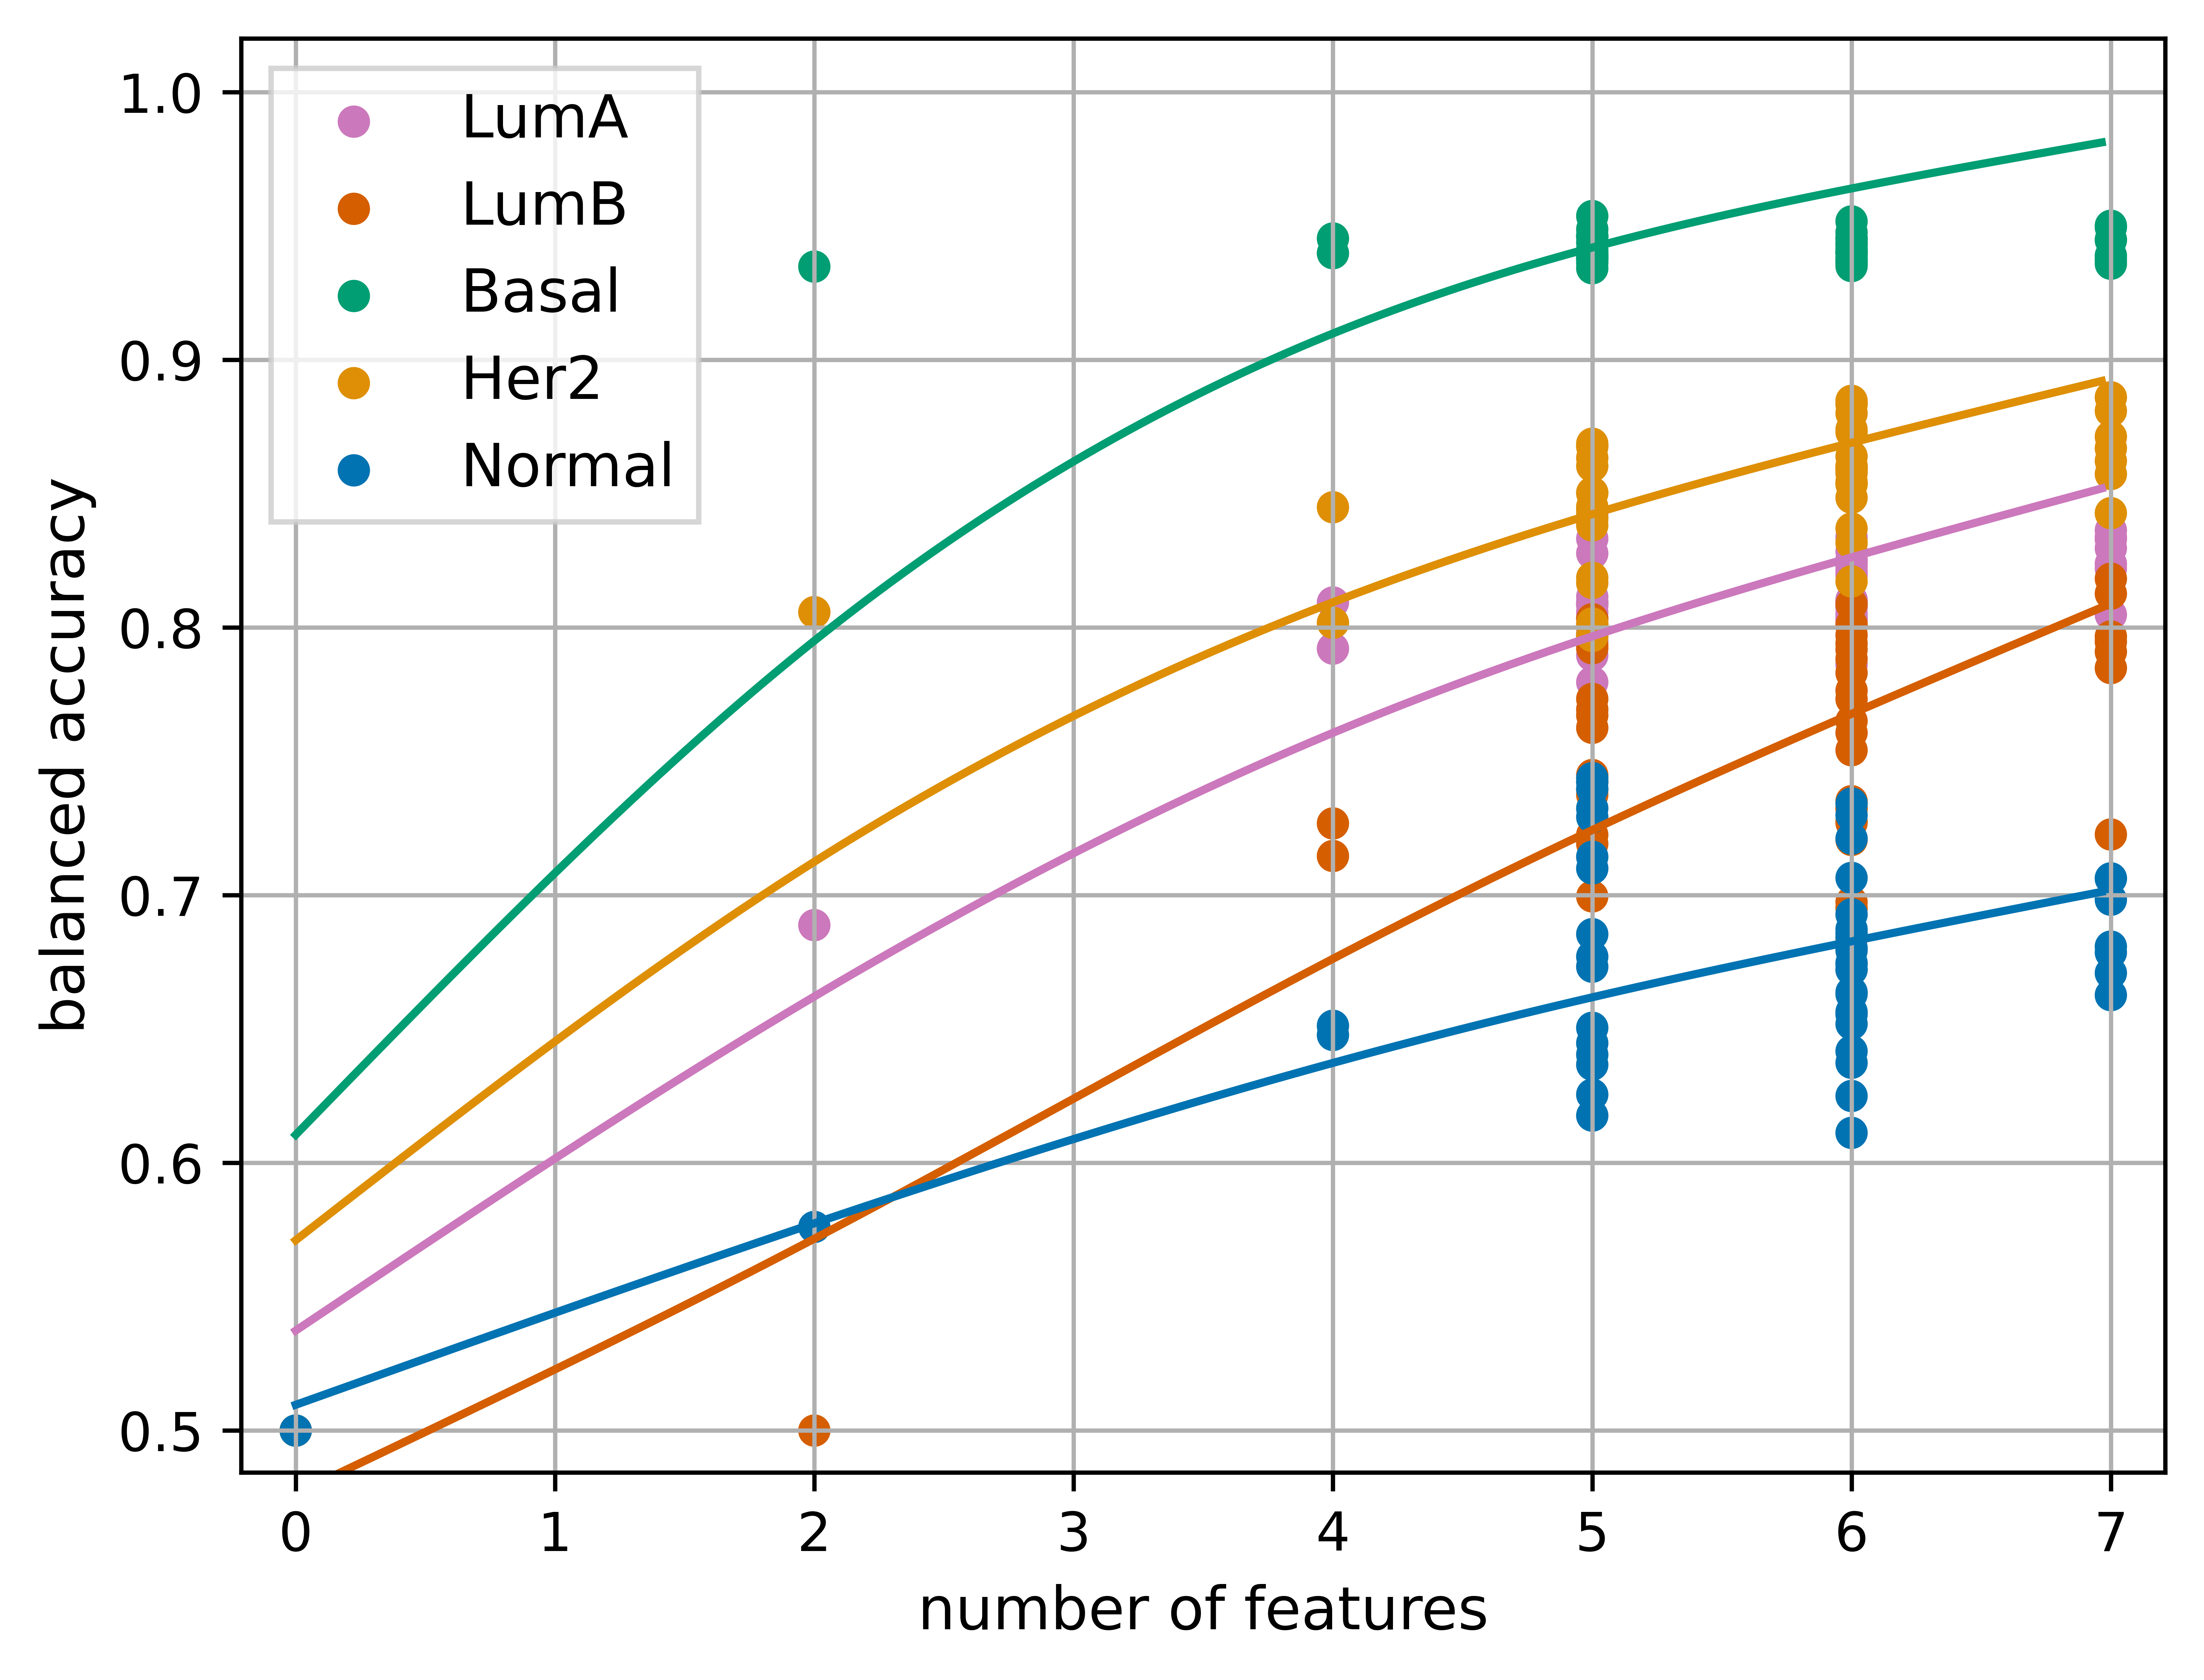 LumA
LumB
Basal
Her2
Normal
1.0
0.9
0.8
0.7
0.6
0.5
balanced accuracy
0 1 2 3 4 5 6 7
number of features